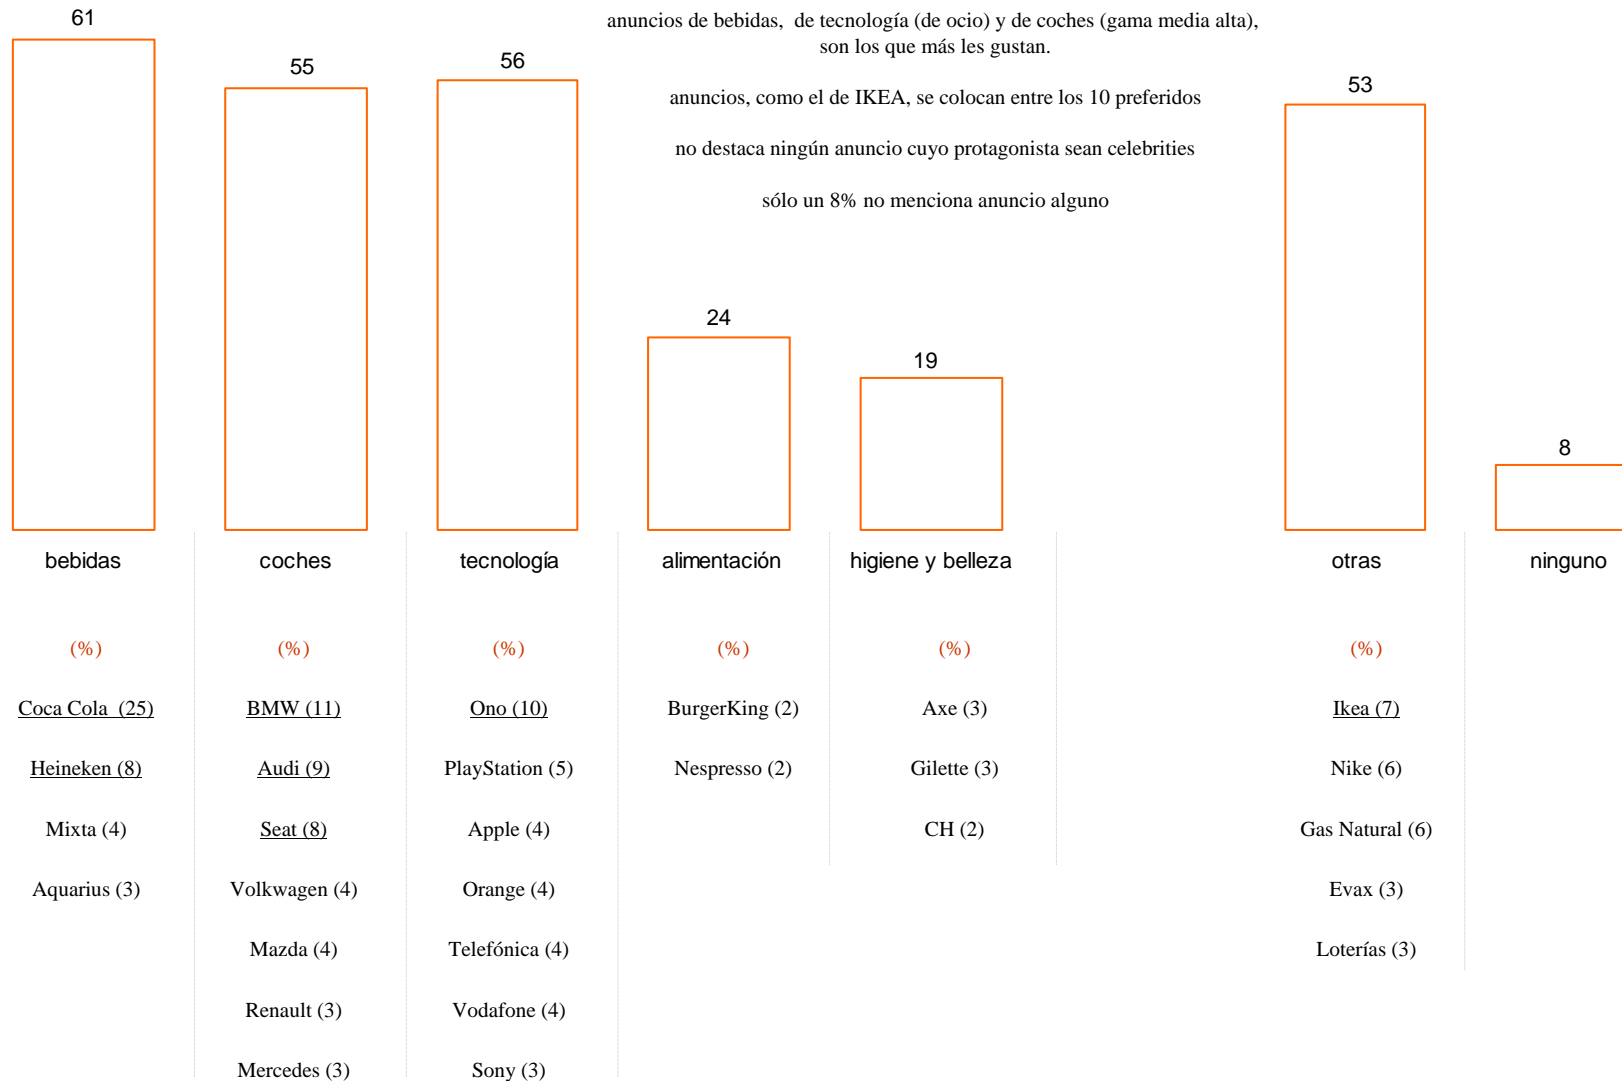 61
anuncios de bebidas, de tecnología (de ocio) y de coches (gama media alta),
son los que más les gustan.
anuncios, como el de IKEA, se colocan entre los 10 preferidos
no destaca ningún anuncio cuyo protagonista sean celebrities
sólo un 8% no menciona anuncio alguno
55
56
53
24
19
8
bebidas coches tecnología alimentación higiene y belleza otras ninguno
(%) (%) (%) (%) (%) (%)
Coca Cola (25) BMW (11) Ono (10) BurgerKing (2) Axe (3) Ikea (7)
Heineken (8) Audi (9) PlayStation (5) Nespresso (2) Gilette (3) Nike (6)
Mixta (4) Seat (8) Apple (4) CH (2) Gas Natural (6)
Aquarius (3) Volkwagen (4) Orange (4) Evax (3)
Mazda (4) Telefónica (4) Loterías (3)
Renault (3) Vodafone (4)
Mercedes (3) Sony (3)